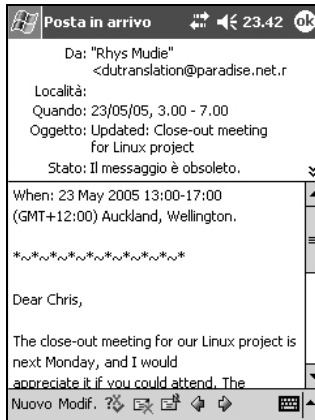 Posta in arrivo 23.42 ok
Da: "Rhys Mudie"
<dutranslation@paradise.net.r
Località:
Quando: 23/05/05, 3.00 - 7.00
Oggetto: Updated: Close-out meeting
for Linux project
Stato: Il messaggio è obsoleto.
When: 23 May 2005 13:00-17:00
(GMT+12:00) Auckland, Wellington.
*~*~*~*~*~*~*~*~*~*
Dear Chris,
The close-out meeting for our Linux project is
next Monday, and I would
appreciate it if you could attend. The
Nuovo Modif.